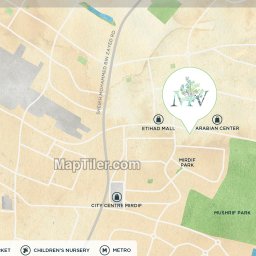 SHEIKH MOHAMMED BIN ZAYED RD
MV
ETIHAD MALL
ARABIAN CENTER
MIRDIF
PARK
MapTiler.com
CITY CENTRE MIRDIF
MUSHRIF PARK
RKET
CHILDREN'S NURSERY
METRO